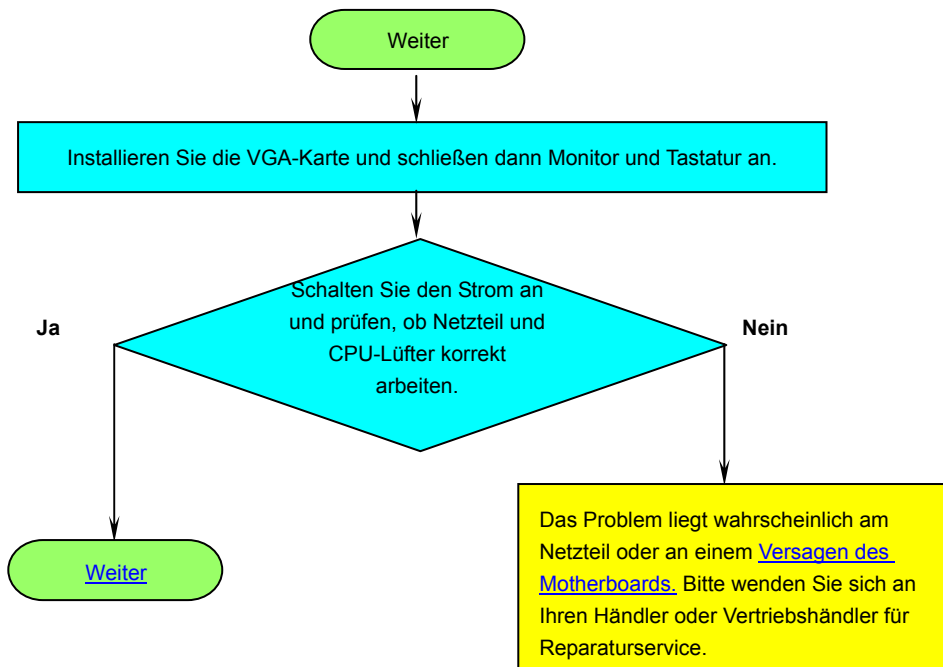 Weiter
Installieren Sie die VGA-Karte und schließen dann Monitor und Tastatur an.
Schalten Sie den Strom an
und prüfen, ob Netzteil und
CPU-Lüfter korrekt
arbeiten.
Ja
Nein
Weiter
Das Problem liegt wahrscheinlich am
Netzteil oder an einem Versagen des
Motherboards. Bitte wenden Sie sich an
Ihren Händler oder Vertriebshändler für
Reparaturservice.